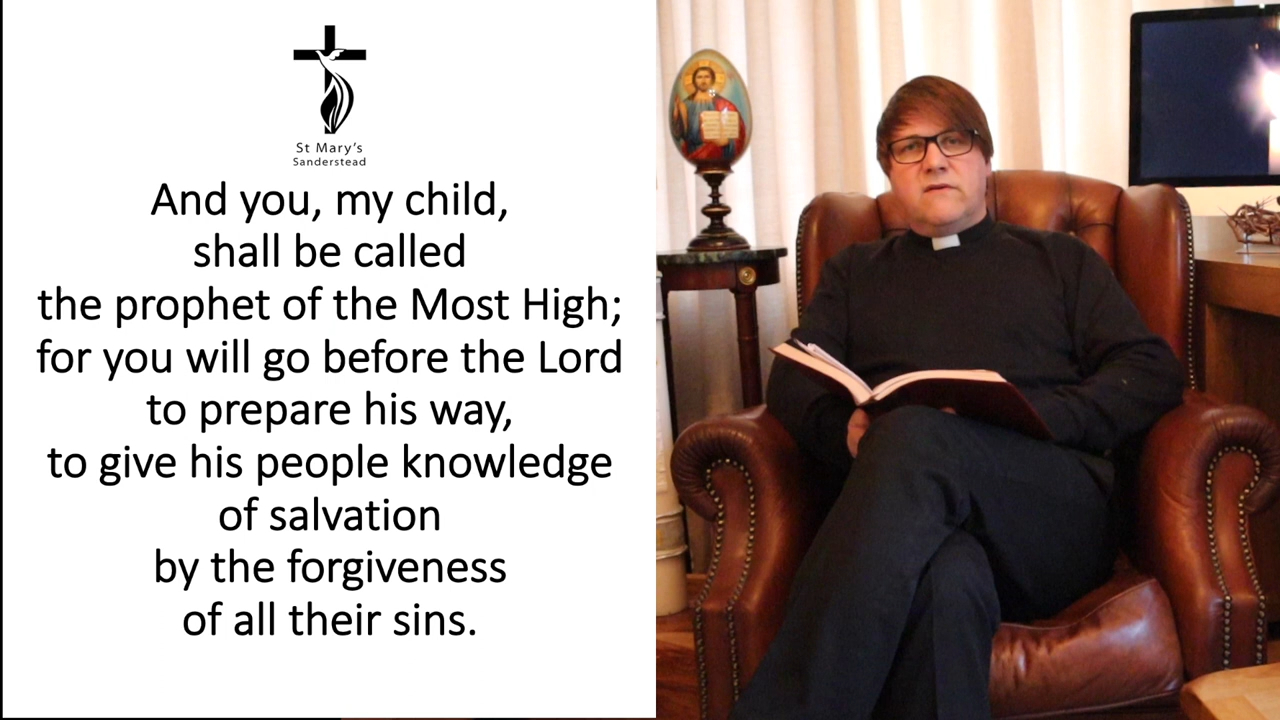 St Mary's
Sanderstead
And you, my child,
shall be called
the prophet of the Most High;
for you will go before the Lord
to prepare his way,
to give his people knowledge
of salvation
by the forgiveness
of all their sins.